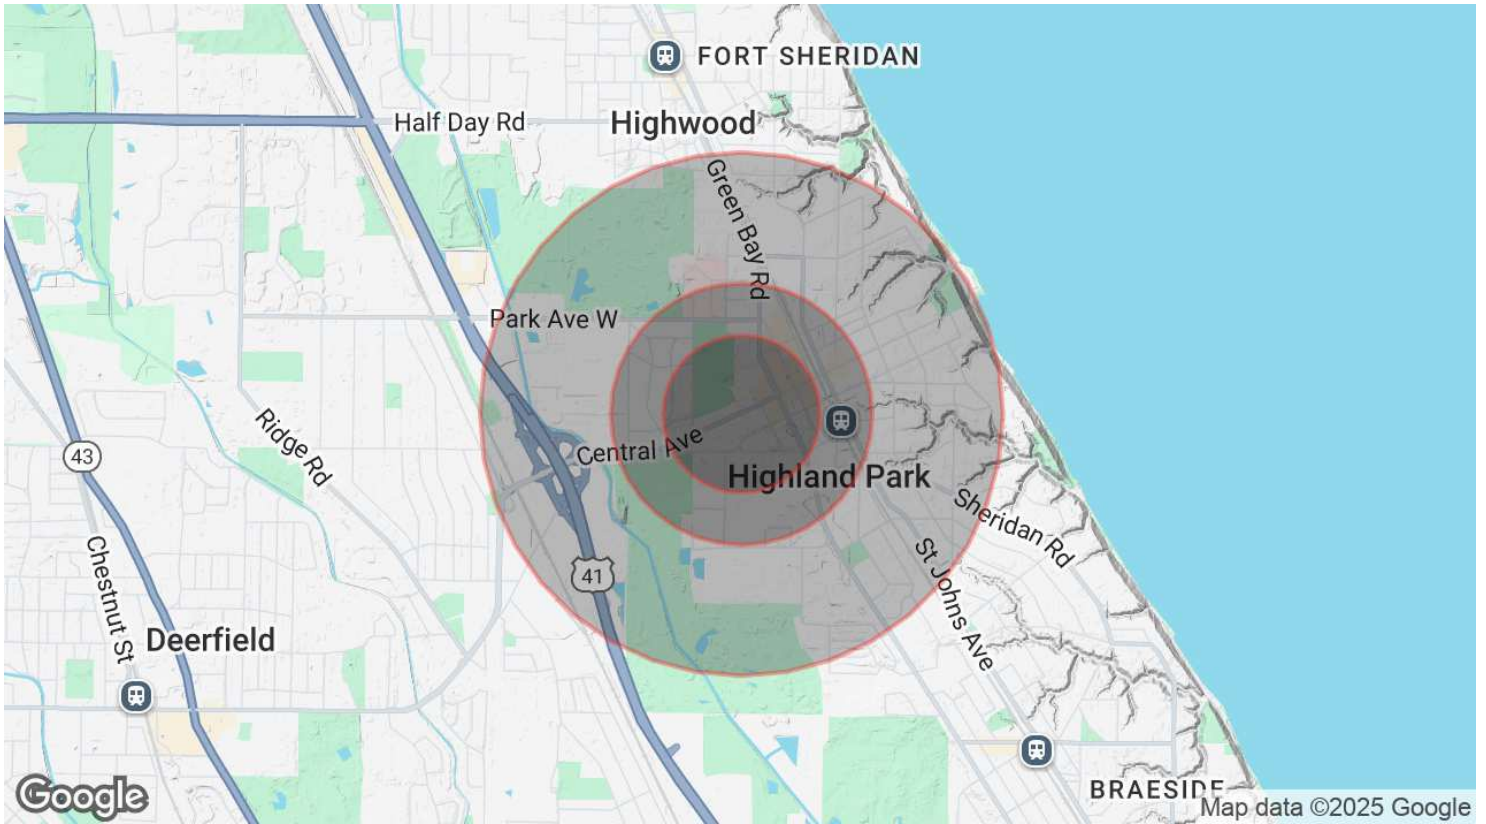 FORT SHERIDAN
Half Day Rd
Highwood
Green Bay Rd
Park Ave W
Ridge Rd
43
Central Ave
Highland Park
Sheridan Rd
Chestnut St
41
St Johns Ave
Deerfield
BRAESIDE
Google
Map data ©2025 Google